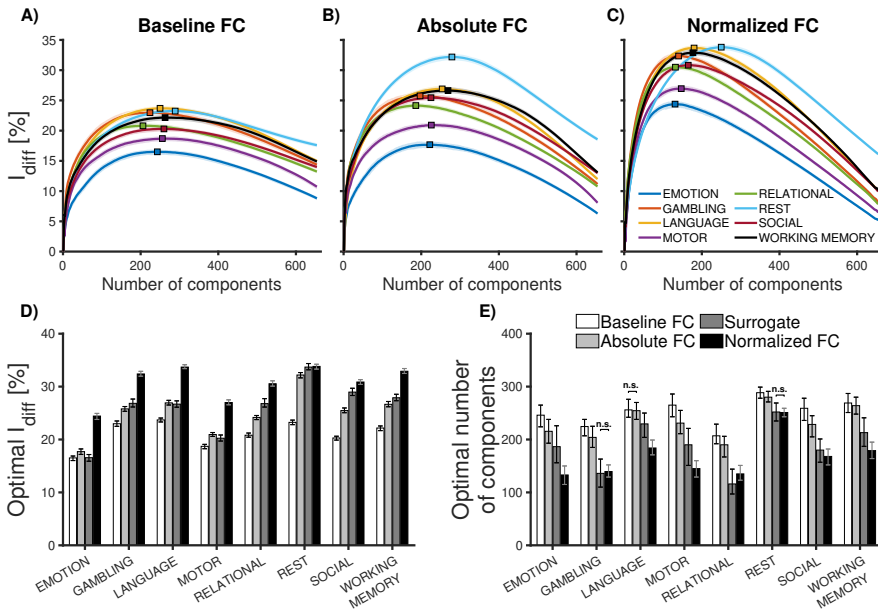 A) Baseline FC
B) Absolute FC
C) Normalized FC
I_diff [%]
35
30
25
20
15
10
5
0
0 200 400 600
Number of components
0 200 400 600
Number of components
0 200 400 600
Number of components
EMOTION
GAMBLING
LANGUAGE
MOTOR
RELATIONAL
REST
SOCIAL
WORKING MEMORY
D)
Optimal I_diff [%]
40
30
20
10
0
EMOTION
GAMBLING
LANGUAGE
MOTOR
RELATIONAL
REST
SOCIAL
WORKING
MEMORY
E)
Baseline FC
Absolute FC
Surrogate
Normalized FC
Optimal number
of components
400
300
200
100
0
n.s.
n.s.
n.s.
EMOTION
GAMBLING
LANGUAGE
MOTOR
RELATIONAL
REST
SOCIAL
WORKING
MEMORY